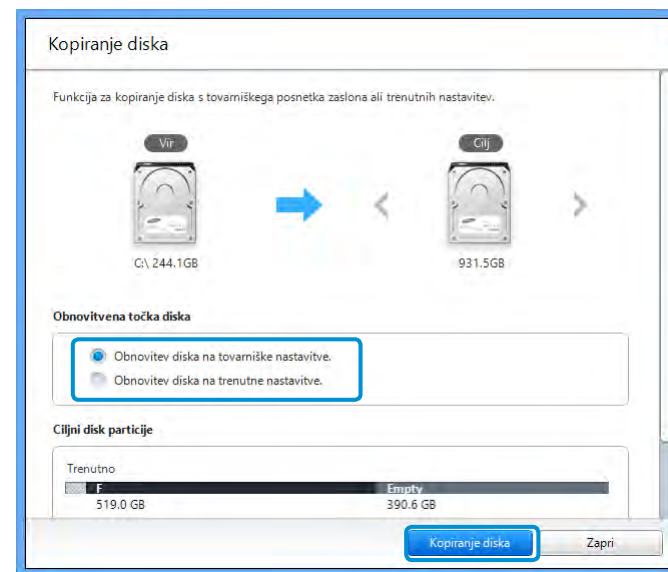 Kopiranje diska
Funkcija za kopiranje diska s tovarniškega posnetka zaslona ali trenutnih nastavitev.
Vir
Cilj
C:\ 244.1GB
931.5GB
Obnovitvena točka diska
Obnovitev diska na tovarniške nastavitve.
Obnovitev diska na trenutne nastavitve.
Ciljni disk particije
Trenutno
F
Empty
519.0 GB
390.6 GB
Kopiranje diska
Zapri